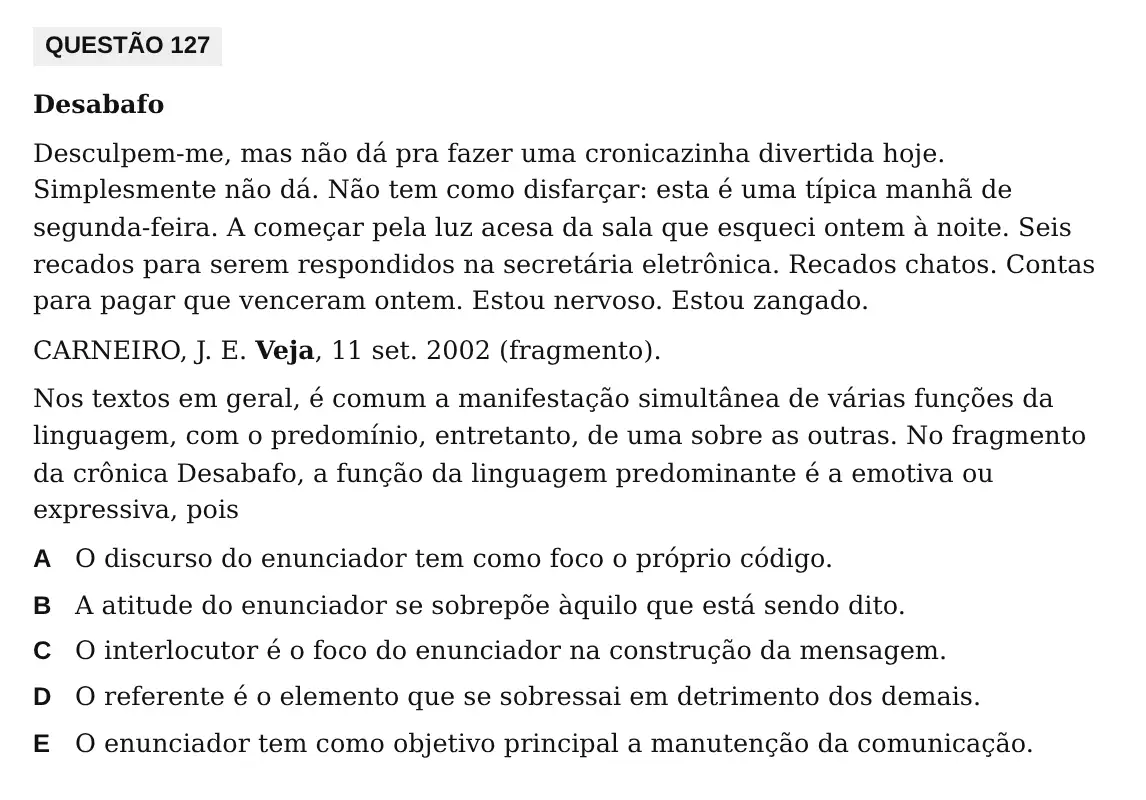 QUESTÃO 127
Desabafo
Desculpem-me, mas não dá pra fazer uma cronicazinha divertida hoje.
Simplesmente não dá. Não tem como disfarçar: esta é uma típica manhã de
segunda-feira. A começar pela luz acesa da sala que esqueci ontem à noite. Seis
recados para serem respondidos na secretária eletrônica. Recados chatos. Contas
para pagar que venceram ontem. Estou nervoso. Estou zangado.
CARNEIRO, J. E. Veja, 11 set. 2002 (fragmento).
Nos textos em geral, é comum a manifestação simultânea de várias funções da
linguagem, com o predomínio, entretanto, de uma sobre as outras. No fragmento
da crônica Desabafo, a função da linguagem predominante é a emotiva ou
expressiva, pois
A O discurso do enunciador tem como foco o próprio código.
B A atitude do enunciador se sobrepõe àquilo que está sendo dito.
C O interlocutor é o foco do enunciador na construção da mensagem.
D O referente é o elemento que se sobressai em detrimento dos demais.
E O enunciador tem como objetivo principal a manutenção da comunicação.